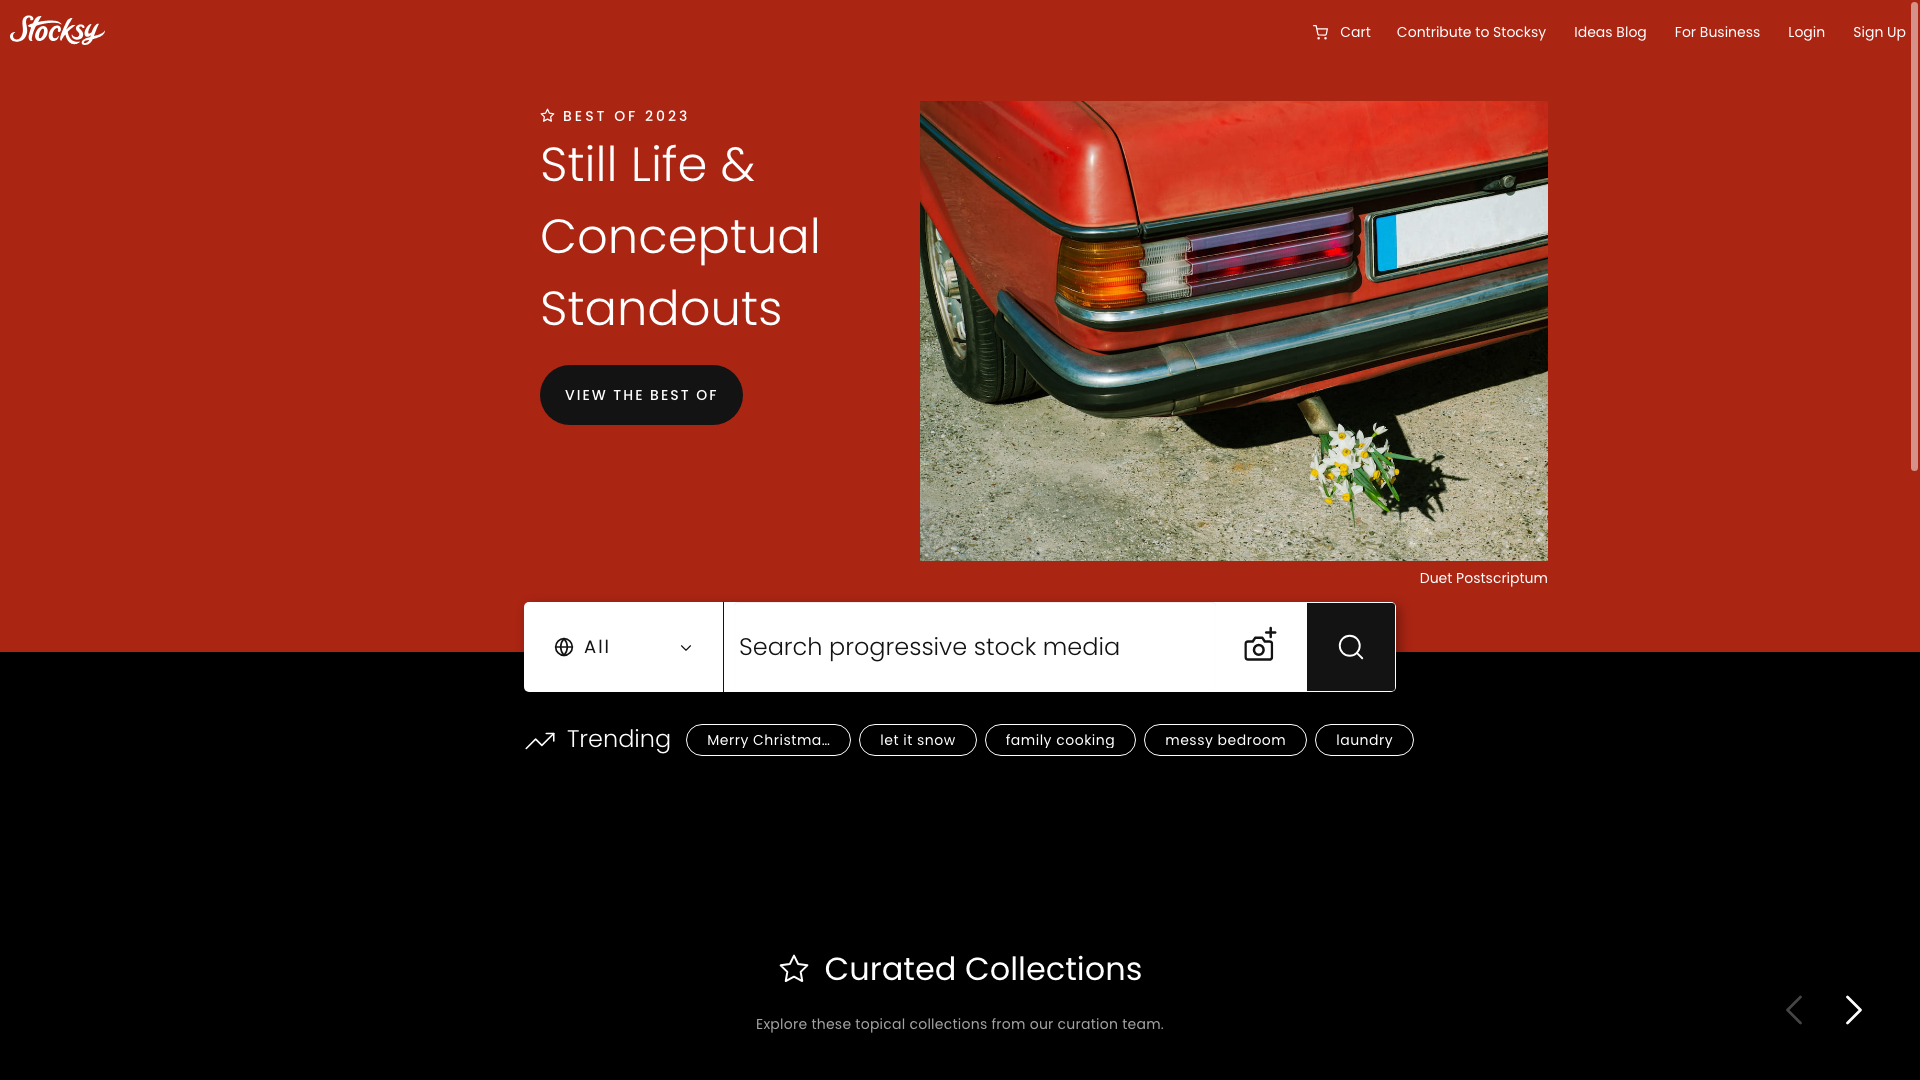 Stocksy
Cart
Contribute to Stocksy
Ideas Blog
For Business
Login
Sign Up
BEST OF 2023
Still Life &
Conceptual
Standouts
VIEW THE BEST OF
Duet Postscriptum
All
Search progressive stock media
Trending
Merry Christma...
let it snow
family cooking
messy bedroom
laundry
Curated Collections
Explore these topical collections from our curation team.